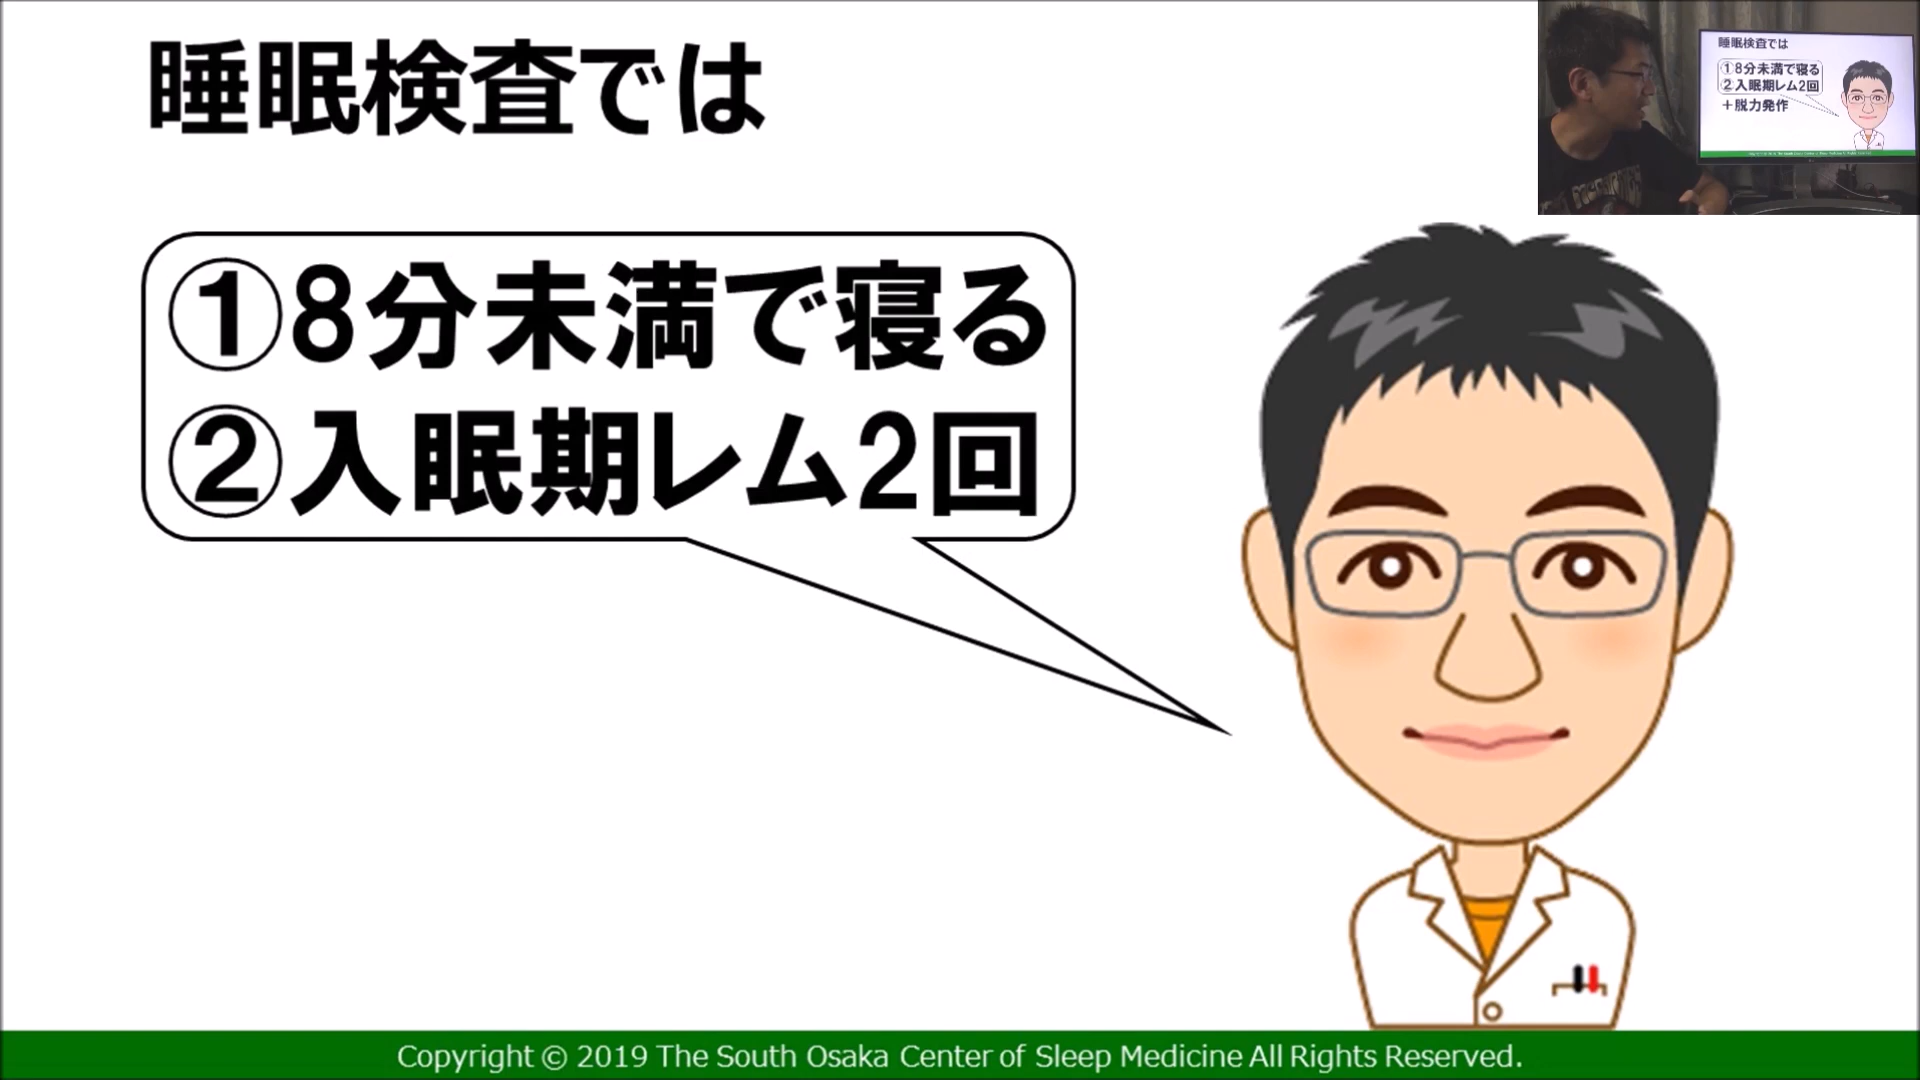 睡眠検査では
①8分未満で寝る
②入眠期レム2回
睡眠検査では
①8分未満で寝る
②入眠期レム2回
＋脱力発作
Copyright © 2019 The South Osaka Center of Sleep Medicine All Rights Reserved.